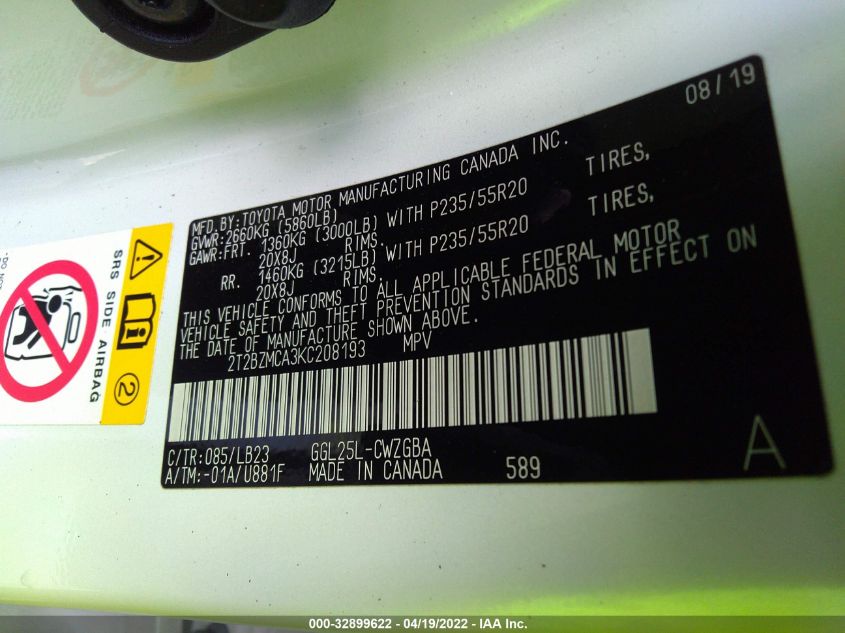 08/19
MFD. BY:TOYOTA MOTOR MANUFACTURING CANADA INC.
GVWR:2660KG (5860LB)
GAWR:FRT. 1360KG (3000LB) WITH P235/55R20 TIRES,
20X8J RIMS.
RR. 1460KG (3215LB) WITH P235/55R20 TIRES,
20X8J RIMS.
THIS VEHICLE CONFORMS TO ALL APPLICABLE FEDERAL MOTOR
VEHICLE SAFETY AND THEFT PREVENTION STANDARDS IN EFFECT ON
THE DATE OF MANUFACTURE SHOWN ABOVE.
2T2BZMCA3KC208193 MPV
C/TR:085/LB23 GGL25L-CWZGBA
A/TM:-01A/U881F MADE IN CANADA 589
A
SRS SIDE AIRBAG
2
000-32899622 - 04/19/2022 - IAA Inc.